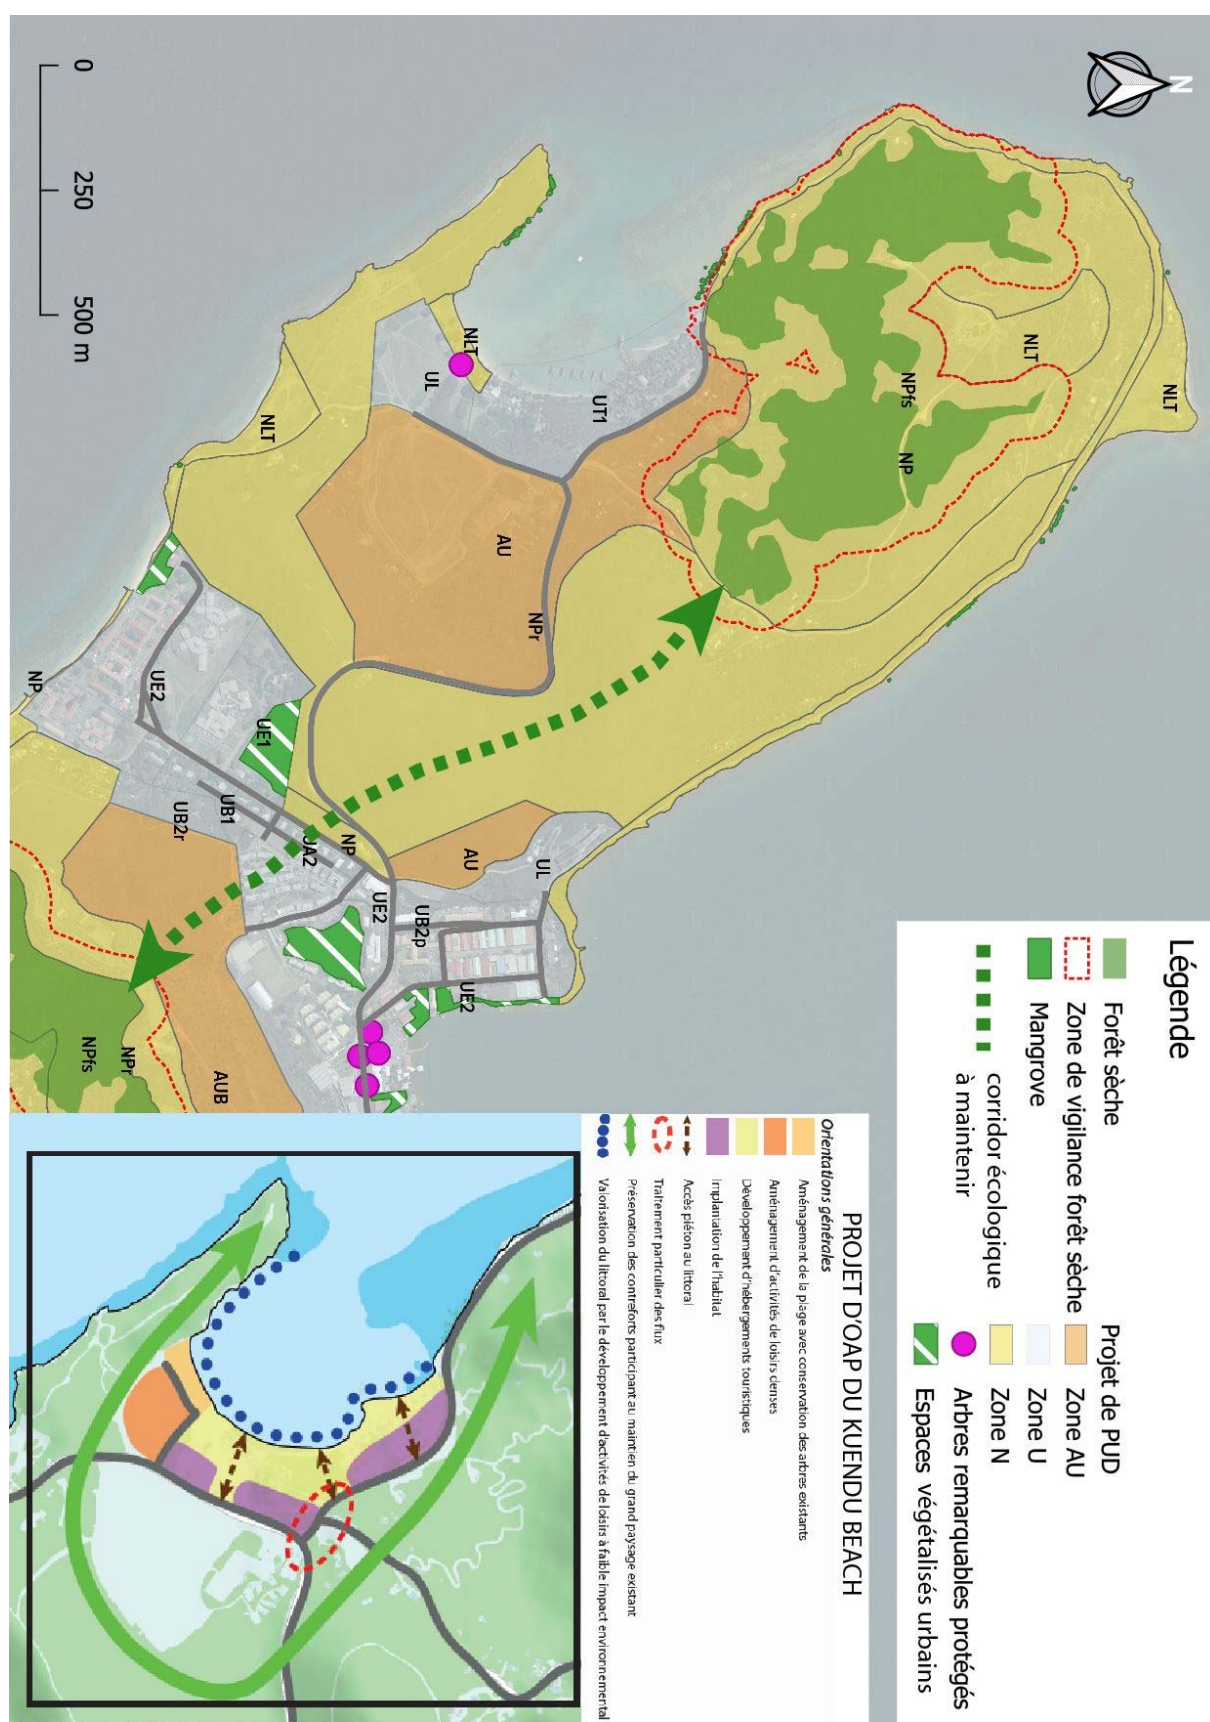 N
0
250
500 m
NLT
UL
UT1
NLT
NPfs
NP
NLT
NLT
AU
NPr
NP
UE2
UE1
UB1
UB2r
UA2
NP
AU
UL
UE2
UB2p
UE2
NPfs
NPr
AUB
Légende
Forêt sèche
Zone de vigilance forêt sèche
Mangrove
corridor écologique
à maintenir
Projet de PUD
Zone AU
Zone U
Zone N
Arbres remarquables protégés
Espaces végétalisés urbains
PROJET D'OAP DU KUENDU BEACH
Orientations générales
Aménagement de la plage avec conservation des arbres existants
Aménagement d'activités de loisirs denses
Développement d'hébergements touristiques
Implantation de l'habitat
Accès piéton au littoral
Traitement particulier des flux
Préservation des contreforts participant au maintien du grand paysage existant
Valorisation du littoral par le développement d'activités de loisirs à faible impact environnemental